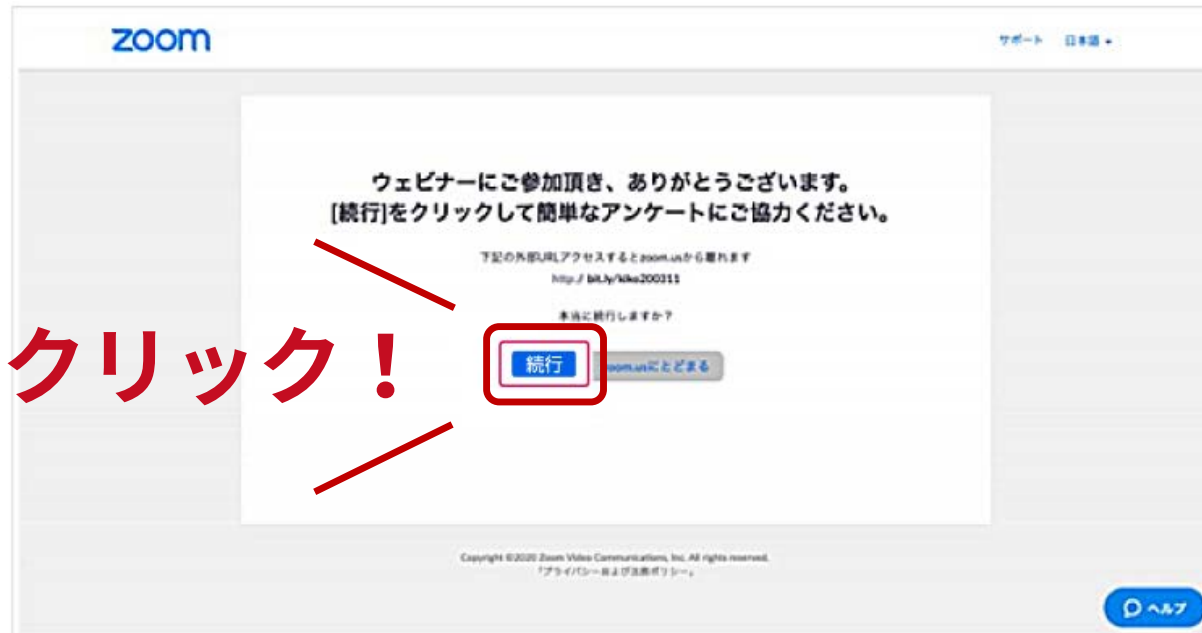 zoom
サポート 日本語
ウェビナーにご参加頂き、ありがとうございます。
[続行]をクリックして簡単なアンケートにご協力ください。
下記の外部URLアクセスするとzoom.usから離れます
http:// bit.ly/kiko200311
本当に続行しますか？
クリック！
続行 zoom.usにとどまる
Copyright ©2020 Zoom Video Communications, Inc. All rights reserved.
「プライバシーおよび法務ポリシー」
ヘルプ